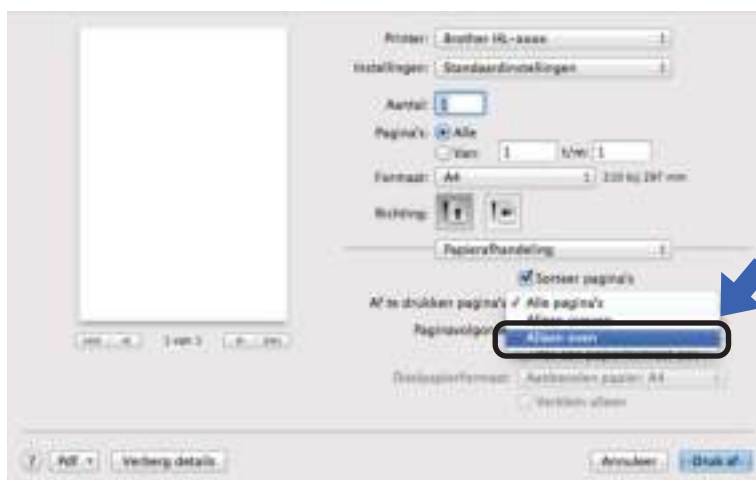 Printer: Brother HL-xxxx
Instellingen: Standaardinstellingen
Aantal: 1
Pagina's: Alle
Van: 1 t/m: 1
Formaat: A4 210 bij 297 mm
Richting:
Papierafhandeling
Sorteer pagina's
Af te drukken pagina's ✓ Alle pagina's
Alleen oneven
Alleen even
1 van 1
Aanbevolen papier: A4
Verklein alleen
? PDF Verberg details Annuleer Druk af